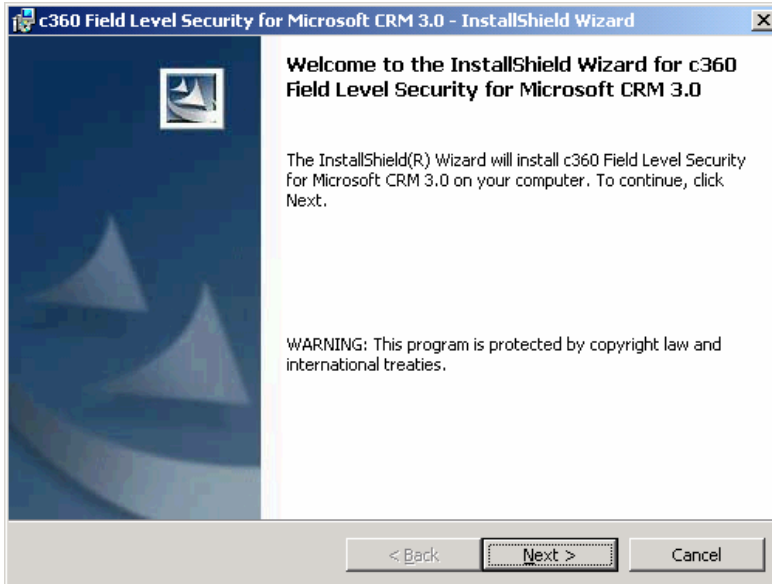 c360 Field Level Security for Microsoft CRM 3.0 - InstallShield Wizard
Welcome to the InstallShield Wizard for c360
Field Level Security for Microsoft CRM 3.0
The InstallShield(R) Wizard will install c360 Field Level Security
for Microsoft CRM 3.0 on your computer. To continue, click
Next.
WARNING: This program is protected by copyright law and
international treaties.
< Back
Next >
Cancel